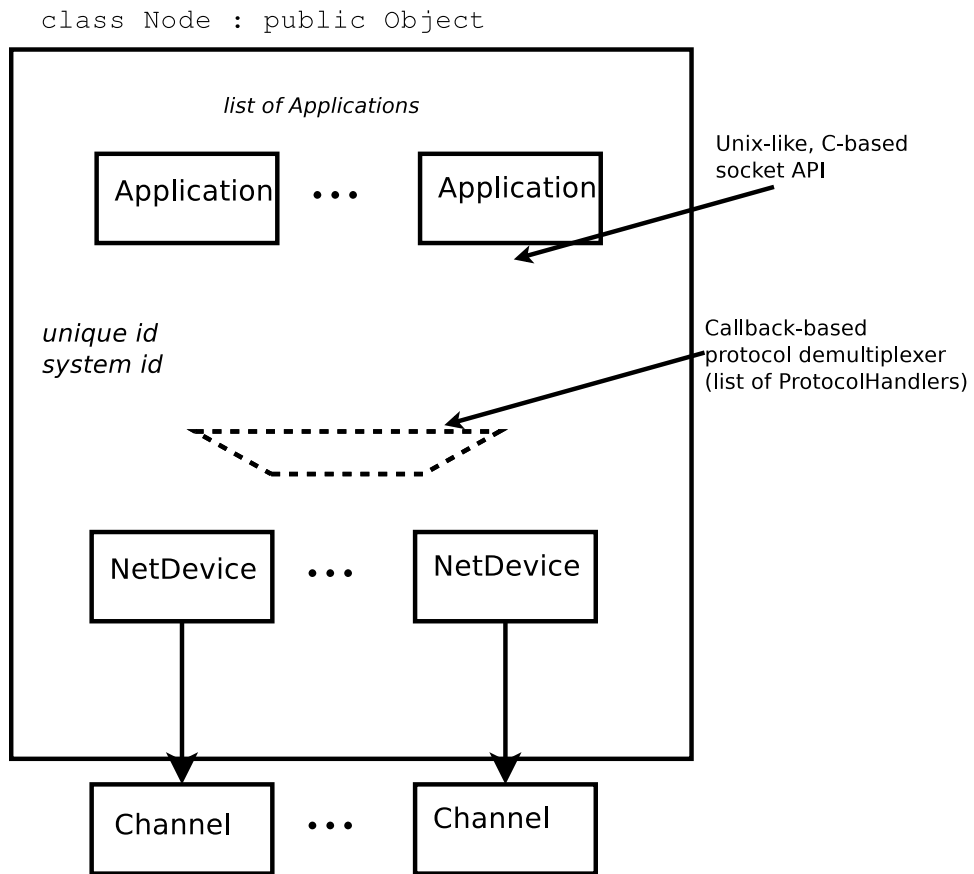 class Node : public Object
list of Applications
Application ... Application
Unix-like, C-based
socket API
unique id
system id
Callback-based
protocol demultiplexer
(list of ProtocolHandlers)
NetDevice ... NetDevice
Channel ... Channel